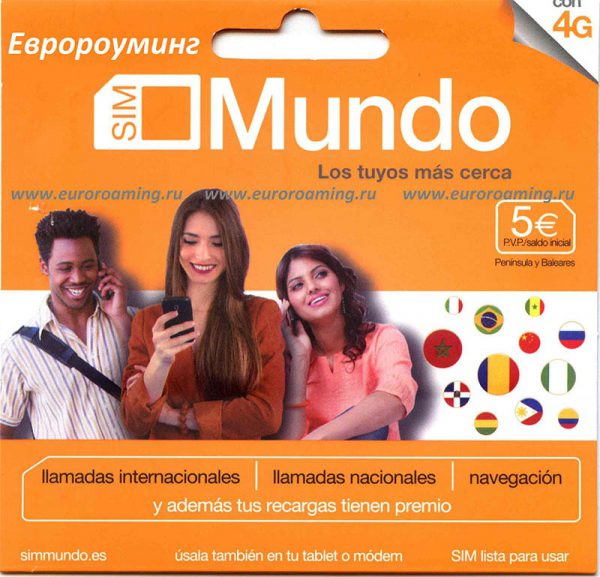 Евророуминг
con
4G
SIM
Mundo
Los tuyos más cerca
www.euroroaming.ru www.euroroaming.ru www.euroroaming.ru
5€
P.V.P./saldo inicial
Península y Baleares
llamadas internacionales llamadas nacionales navegación
y además tus recargas tienen premio
simmundo.es úsala también en tu tablet o módem SIM lista para usar